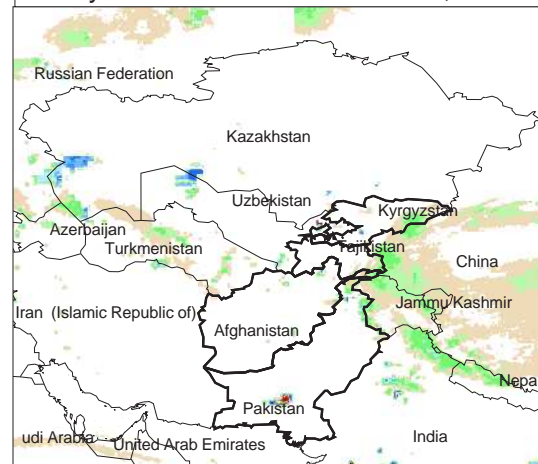 Russian Federation
Kazakhstan
Uzbekistan
Kyrgyzstan
Azerbaijan
Turkmenistan
Tajikistan
China
Jammu/Kashmir
Iran (Islamic Republic of)
Afghanistan
Nepa
Pakistan
udi Arabia
United Arab Emirates
India